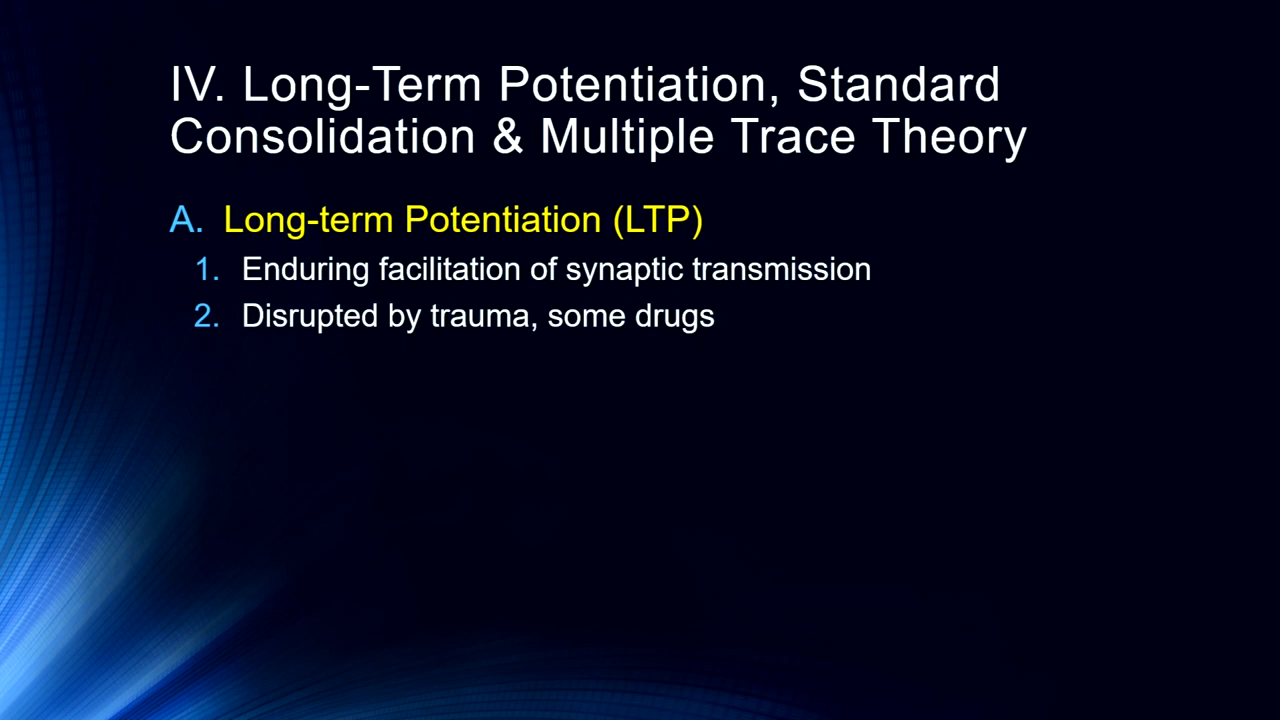 IV. Long-Term Potentiation, Standard
Consolidation & Multiple Trace Theory
A. Long-term Potentiation (LTP)
1. Enduring facilitation of synaptic transmission
2. Disrupted by trauma, some drugs